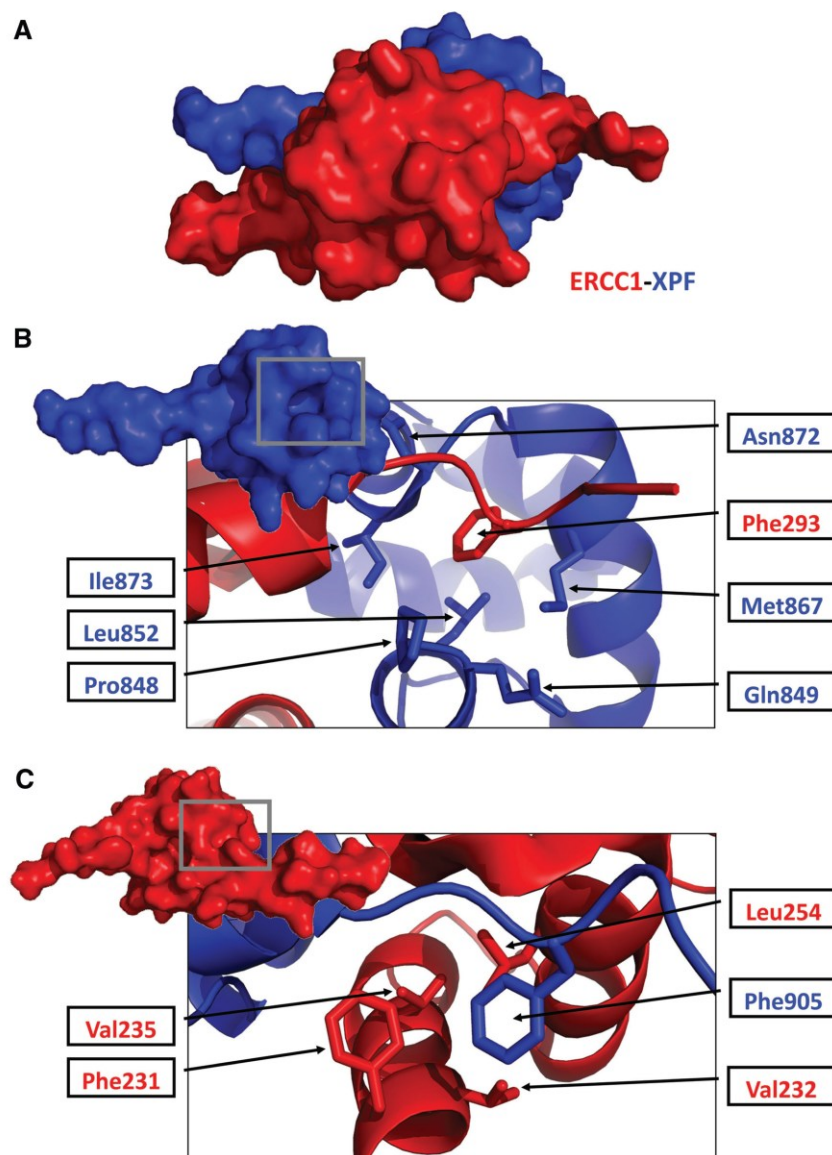 A
ERCC1-XPF
B
Asn872
Phe293
Ile873
Met867
Leu852
Pro848
Gln849
C
Leu254
Phe905
Val235
Phe231
Val232